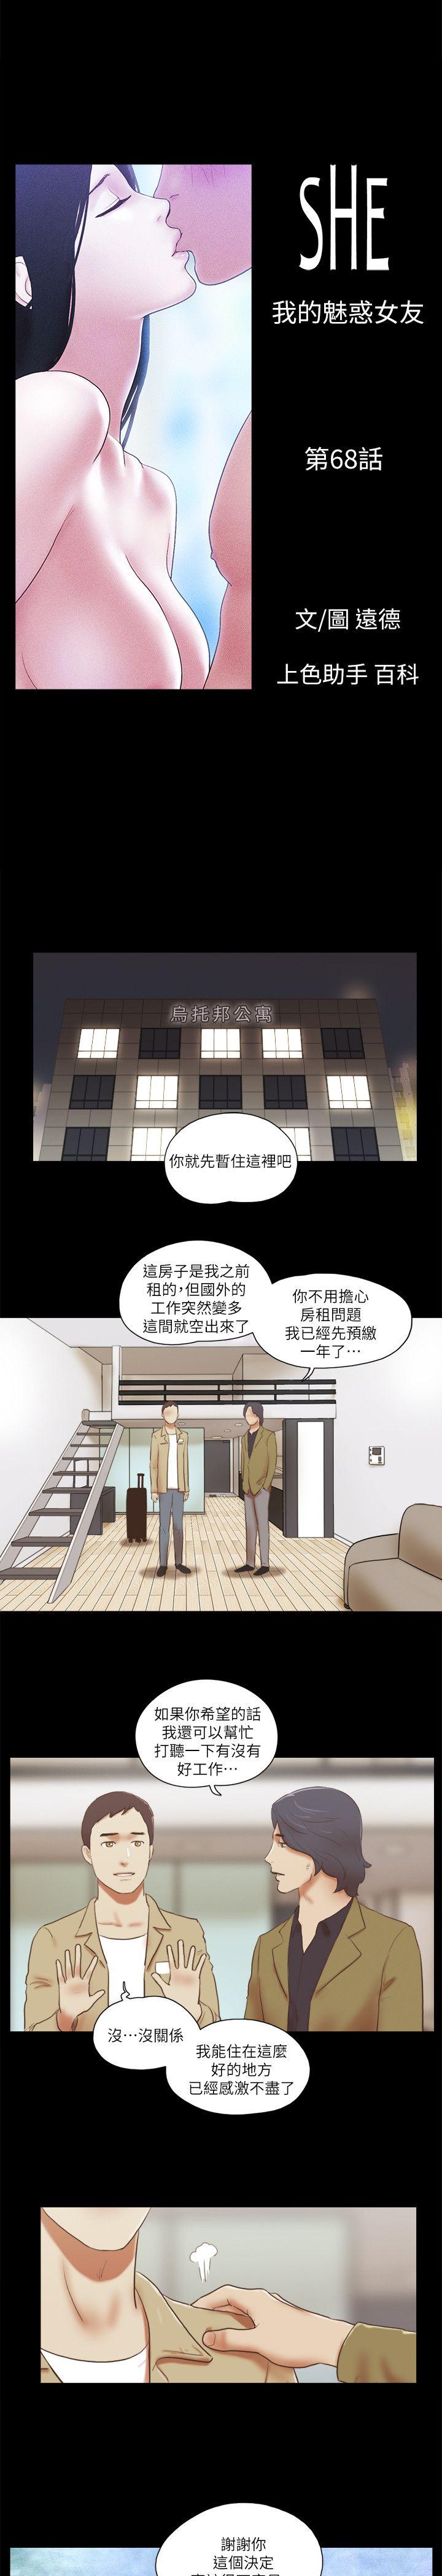 SHE
我的魅惑女友
第68話
文/圖 遠德
上色助手 百科
烏托邦公寓
你就先暫住這裡吧
這房子是我之前
租的,但國外的
工作突然變多
這間就空出來了
你不用擔心
房租問題
我已經先預繳
一年了…
如果你希望的話
我還可以幫忙
打聽一下有沒有
好工作…
沒…沒關係
我能住在這麼
好的地方
已經感激不盡了
謝謝你
這個決定